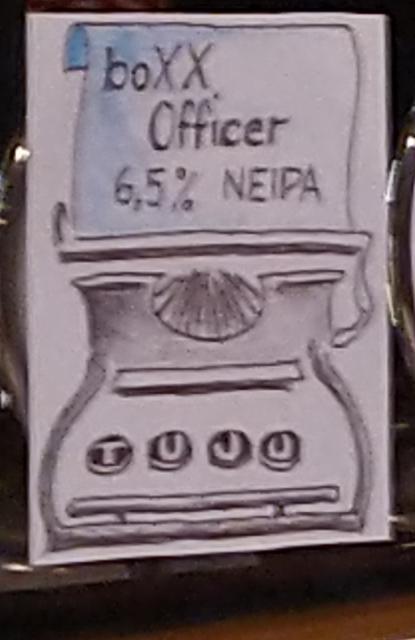 boXX
Officer
6,5% NEIPA
T U U U